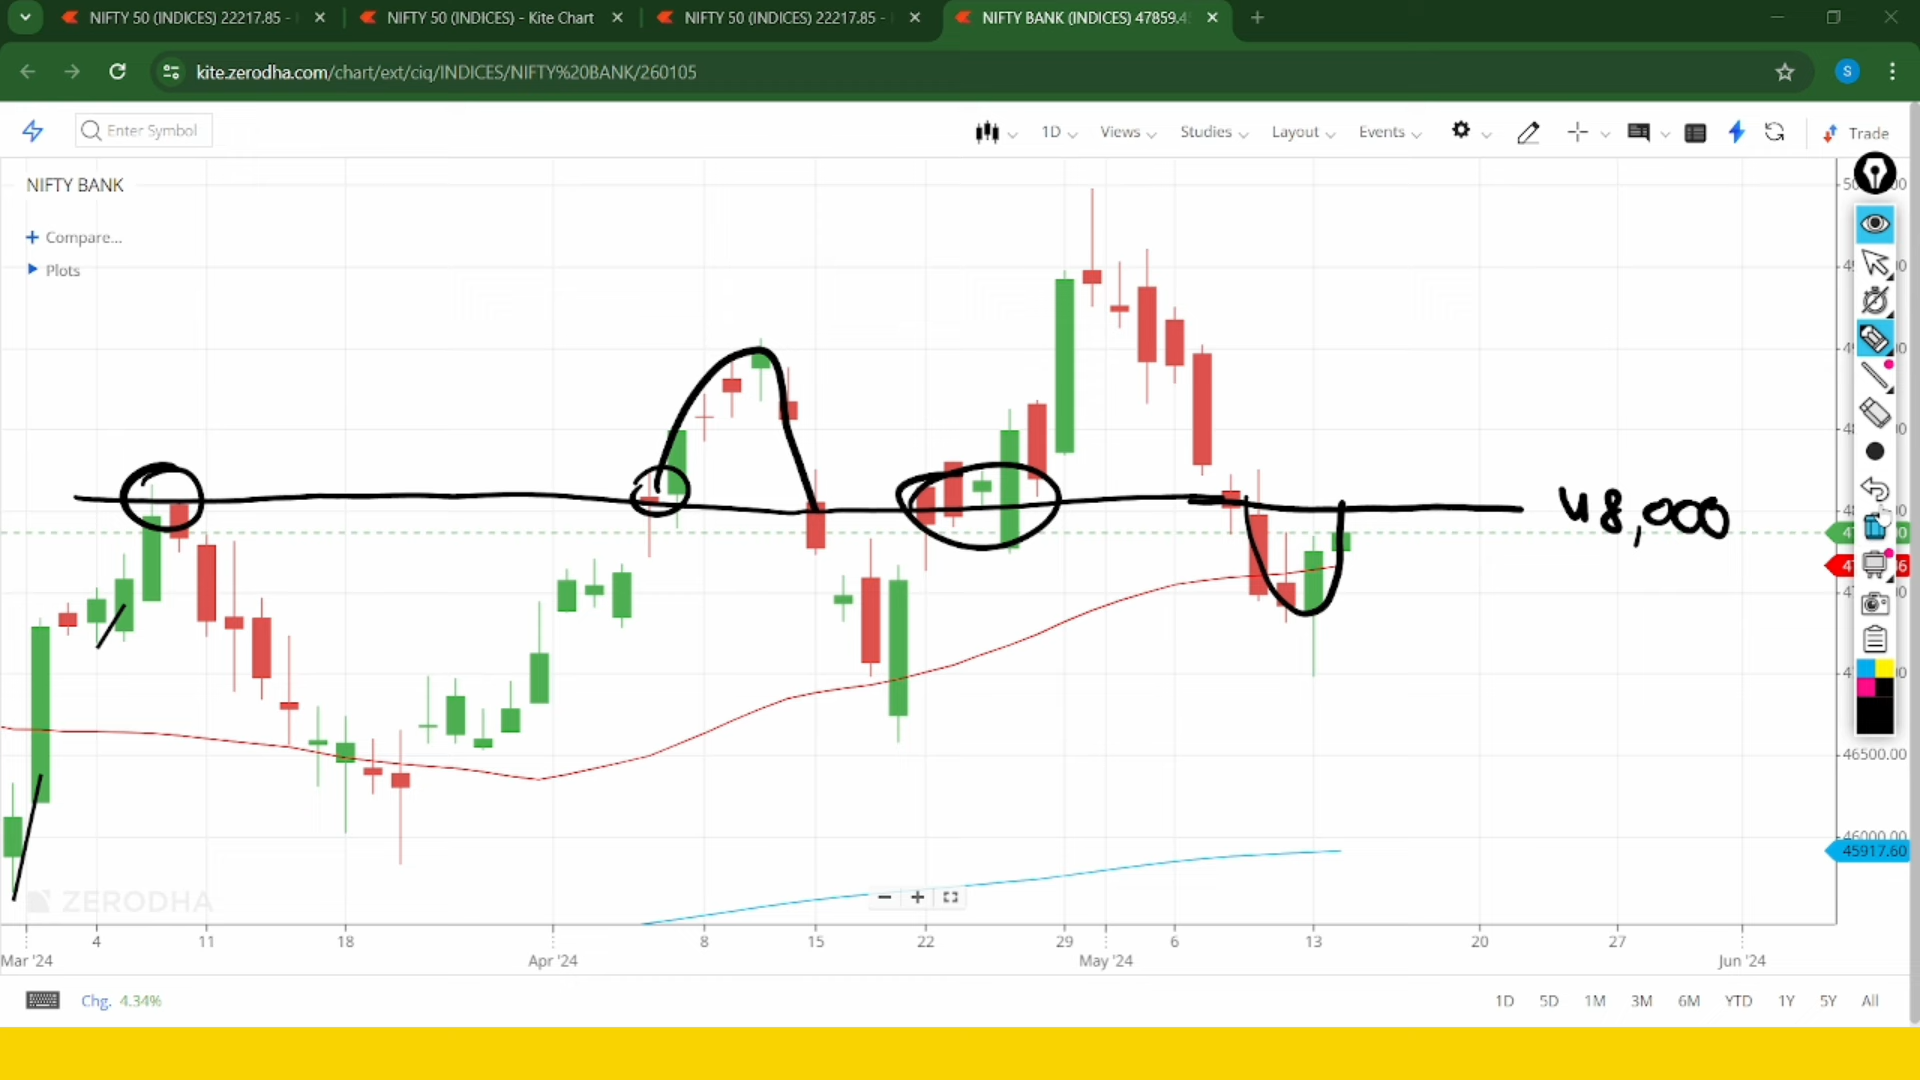 NIFTY 50 (INDICES) 22217.85 -
NIFTY 50 (INDICES) - Kite Chart
NIFTY 50 (INDICES) 22217.85 -
NIFTY BANK (INDICES) 47859.4
kite.zerodha.com/chart/ext/ciq/INDICES/NIFTY%20BANK/260105
S
Enter Symbol
1D
Views
Studies
Layout
Events
Trade
NIFTY BANK
+ Compare...
Plots
48,000
46500.00
46000.00
45917.60
ZERODHA
4
11
18
8
15
22
29
6
13
20
27
Mar '24
Apr '24
May '24
Jun '24
Chg. 4.34%
1D 5D 1M 3M 6M YTD 1Y 5Y All